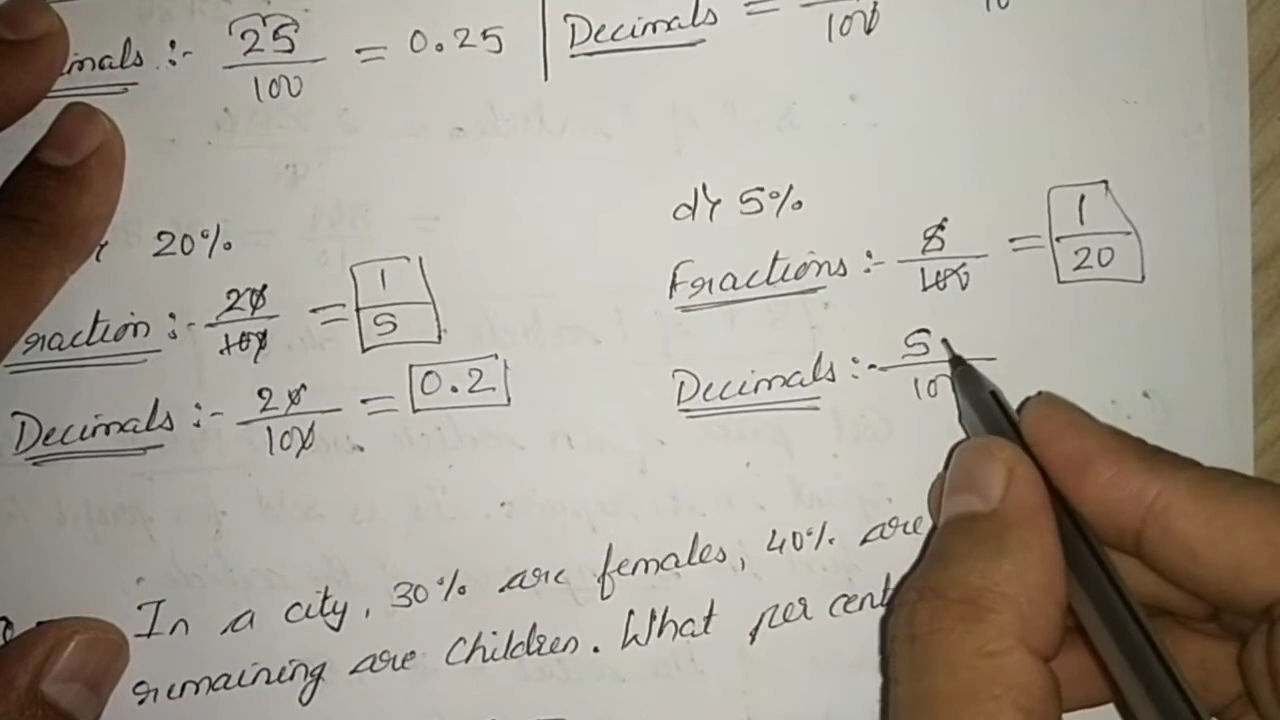 25/100 = 0.25
Decimals = 100 10
20%
raction :- 20/100 = 1/5
Decimals :- 20/100 = 0.2
d) 5%
Fractions :- 5/100 = 1/20
Decimals :- 5/100
In a city, 30% are females, 40% are
remaining are children. What per cent